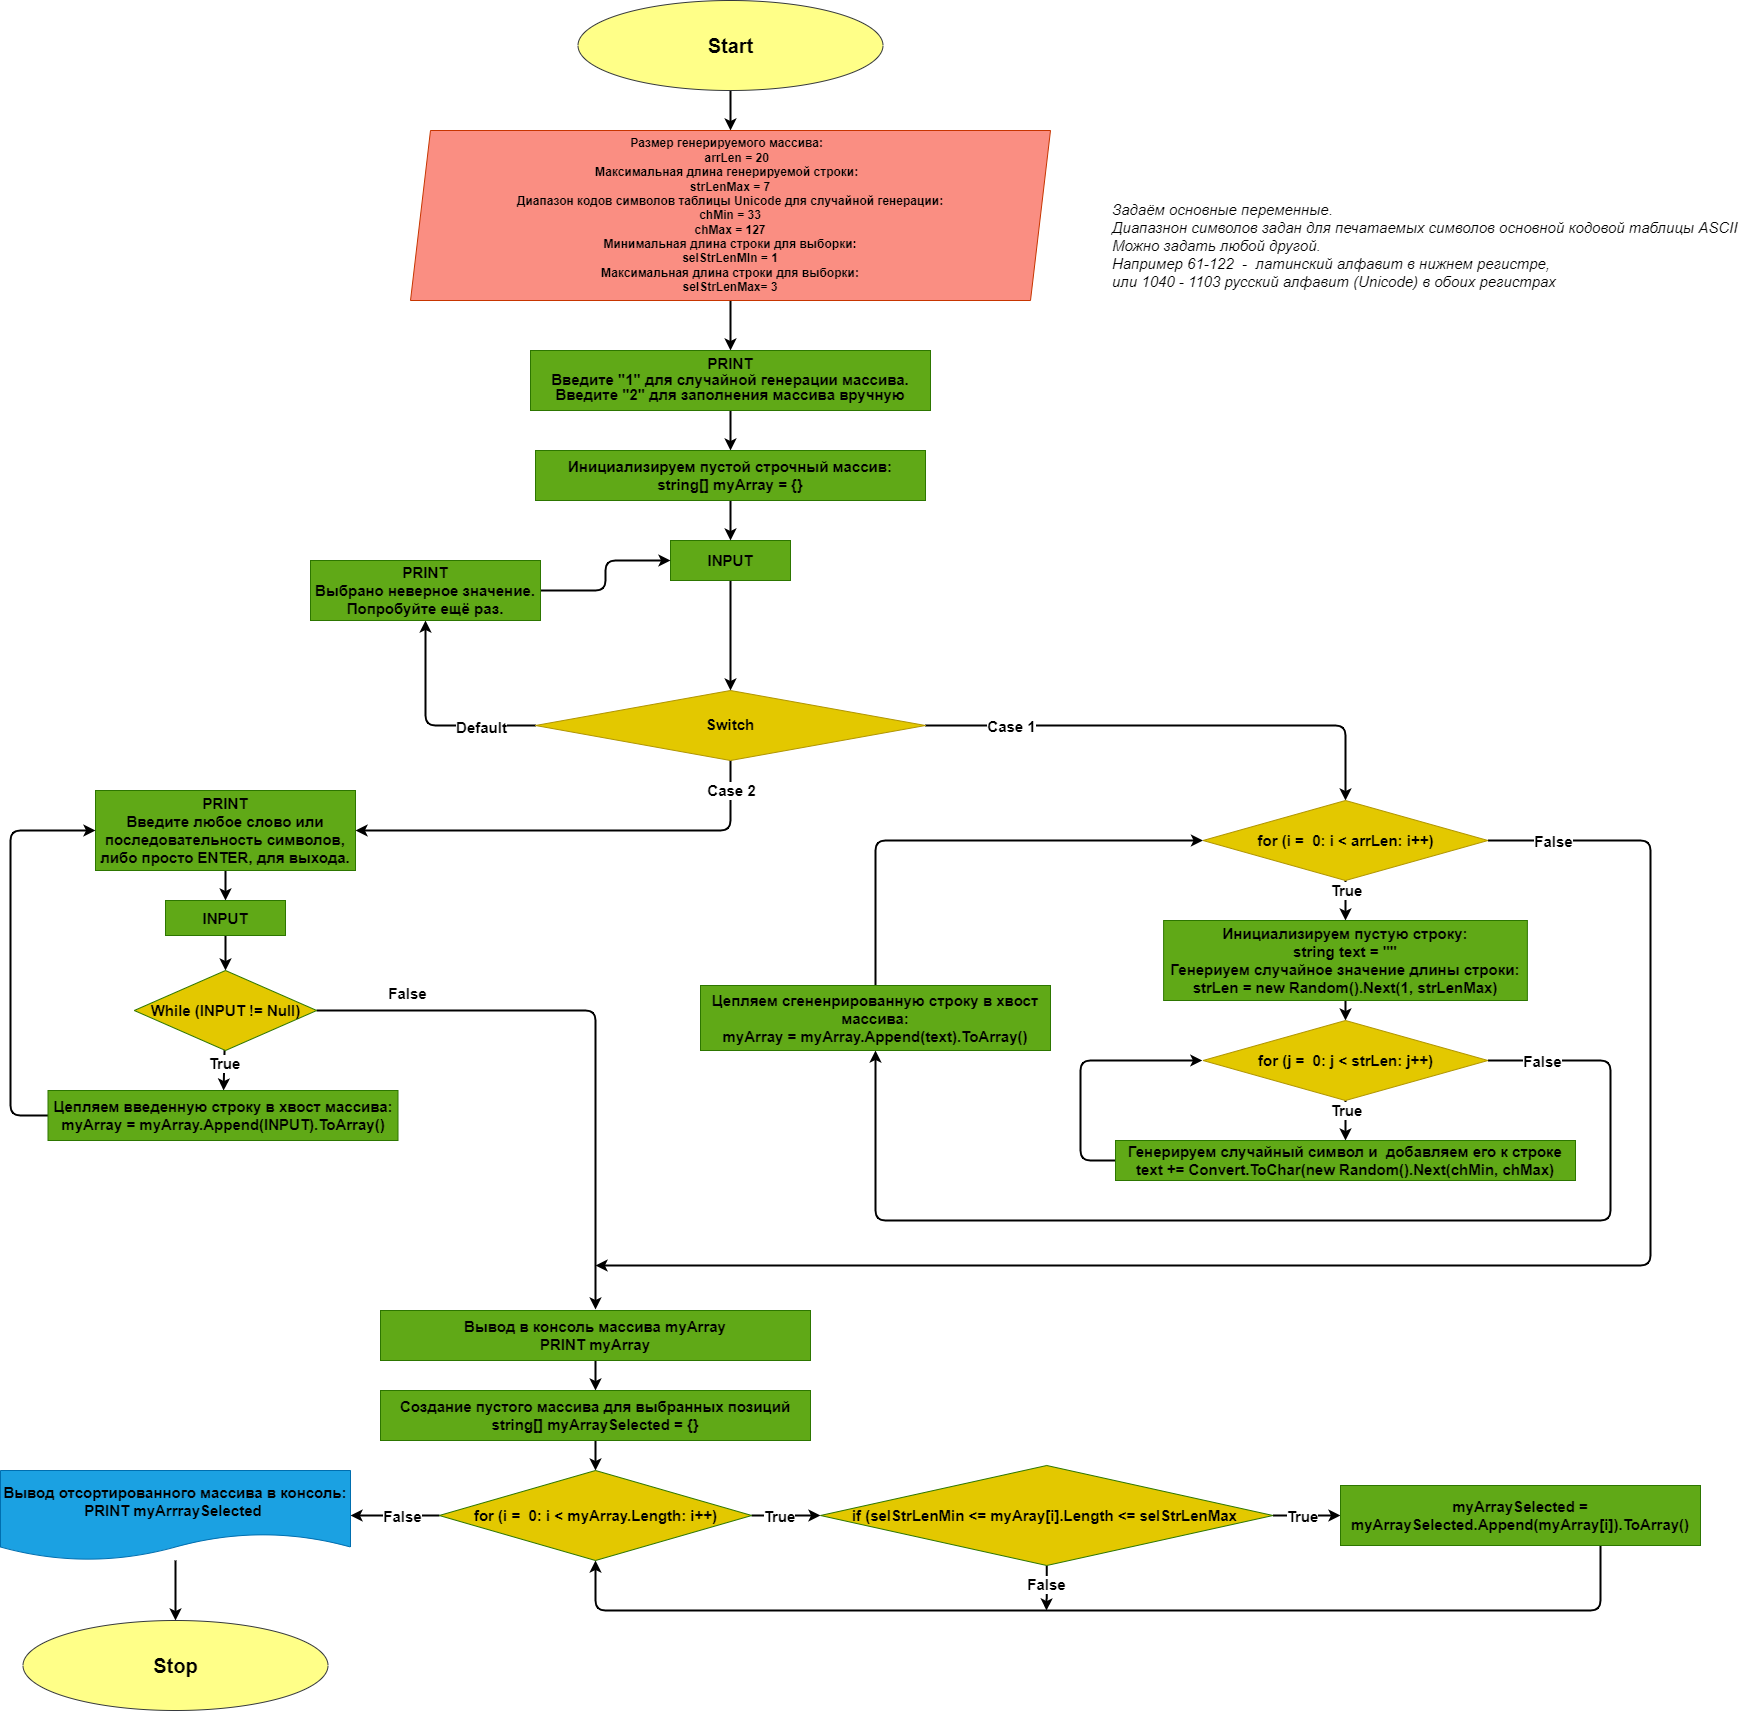 Start
Размер генерируемого массива:
arrLen = 20
Максимальная длина генерируемой строки:
strLenMax = 7
Диапазон кодов символов таблицы Unicode для случайной генерации:
chMin = 33
chMax = 127
Минимальная длина строки для выборки:
selStrLenMIn = 1
Максимальная длина строки для выборки:
selStrLenMax= 3
Задаём основные переменные.
Диапазнон символов задан для печатаемых символов основной кодовой таблицы ASCII
Можно задать любой другой.
Например 61-122  -  латинский алфавит в нижнем регистре,
или 1040 - 1103 русский алфавит (Unicode) в обоих регистрах
PRINT
Введите "1" для случайной генерации массива.
Введите "2" для заполнения массива вручную
Инициализируем пустой строчный массив:
string[] myArray = {}
INPUT
PRINT
Выбрано неверное значение.
Попробуйте ещё раз.
Switch
Default
Case 1
Case 2
PRINT
Введите любое слово или
последовательность символов,
либо просто ENTER, для выхода.
INPUT
While (INPUT != Null)
False
True
Цепляем введенную строку в хвост массива:
myArray = myArray.Append(INPUT).ToArray()
for (i =  0: i < arrLen: i++)
False
True
Инициализируем пустую строку:
string text = ""
Генериуем случайное значение длины строки:
strLen = new Random().Next(1, strLenMax)
Цепляем сгененрированную строку в хвост
массива:
myArray = myArray.Append(text).ToArray()
for (j =  0: j < strLen: j++)
False
True
Генерируем случайный символ и  добавляем его к строке
text += Convert.ToChar(new Random().Next(chMin, chMax)
Вывод в консоль массива myArray
PRINT myArray
Создание пустого массива для выбранных позиций
string[] myArraySelected = {}
Вывод отсортированного массива в консоль:
PRINT myArrraySelected
False
for (i =  0: i < myArray.Length: i++)
True
if (selStrLenMin <= myAray[i].Length <= selStrLenMax
True
myArraySelected =
myArraySelected.Append(myArray[i]).ToArray()
False
Stop